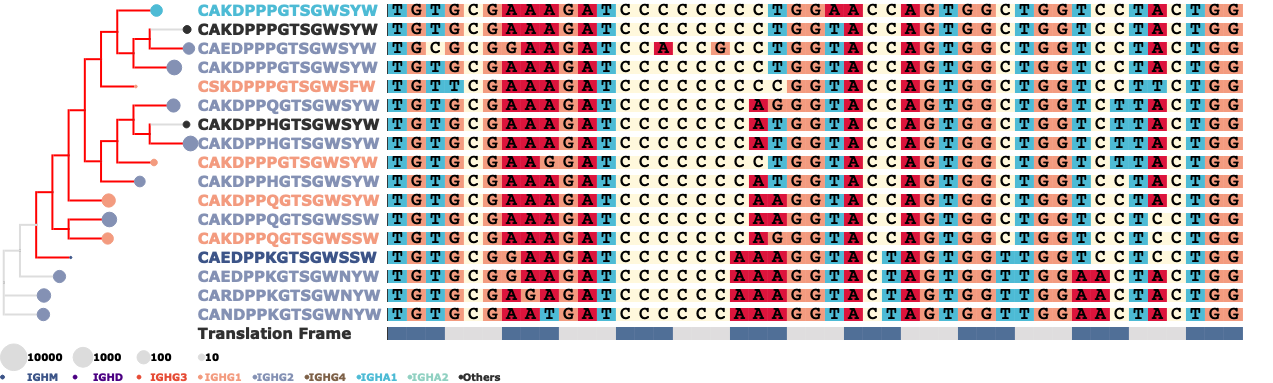 CAKDPPPGTSGWSYW T G T G C G A A A G A T C C C C C C C C T G G A A C C A G T G G C T G G T C C T A C T G G
CAKDPPPGTSGWSYW T G T G C G A A A G A T C C C C C C C C T G G T A C C A G T G G C T G G T C C T A C T G G
CAEDPPPGTSGWSYW T G C G C G G A A G A T C C A C C G C C T G G T A C C A G T G G C T G G T C C T A C T G G
CAKDPPPGTSGWSYW T G T G C G A A A G A T C C C C C C C C T G G T A C C A G T G G C T G G T C C T A C T G G
CSKDPPPGTSGWSFW T G T T C G A A A G A T C C C C C C C C C G G T A C C A G T G G C T G G T C C T T C T G G
CAKDPPQGTSGWSYW T G T G C G A A A G A T C C C C C C C A G G G T A C C A G T G G C T G G T C T T A C T G G
CAKDPPHGTSGWSYW T G T G C G A A A G A T C C C C C C C A T G G T A C C A G T G G C T G G T C T T A C T G G
CAKDPPHGTSGWSYW T G T G C G A A A G A T C C C C C C C A T G G T A C C A G T G G C T G G T C T T A C T G G
CAKDPPPGTSGWSYW T G T G C G A A G G A T C C C C C C C C T G G T A C C A G T G G C T G G T C T T A C T G G
CAKDPPHGTSGWSYW T G T G C G A A A G A T C C C C C C C A T G G T A C C A G T G G C T G G T C C T A C T G G
CAKDPPQGTSGWSYW T G T G C G A A A G A T C C C C C C C A A G G T A C C A G T G G C T G G T C C T A C T G G
CAKDPPQGTSGWSSW T G T G C G A A A G A T C C C C C C C A A G G T A C C A G T G G C T G G T C C T C C T G G
CAKDPPQGTSGWSSW T G T G C G A A A G A T C C C C C C C A G G G T A C C A G T G G C T G G T C C T C C T G G
CAEDPPKGTSGWSSW T G T G C G G A A G A T C C C C C C A A A G G T A C T A G T G G T T G G T C C T C C T G G
CAEDPPKGTSGWNYW T G T G C G G A A G A T C C C C C C A A A G G T A C T A G T G G T T G G A A C T A C T G G
CARDPPKGTSGWNYW T G T G C G A G A G A T C C C C C C A A A G G T A C T A G T G G T T G G A A C T A C T G G
CANDPPKGTSGWNYW T G T G C G A A T G A T C C C C C C A A A G G T A C T A G T G G T T G G A A C T A C T G G
Translation Frame
10000 1000 100 10
IGHM IGHD IGHG3 IGHG1 IGHG2 IGHG4 IGHA1 IGHA2 Others